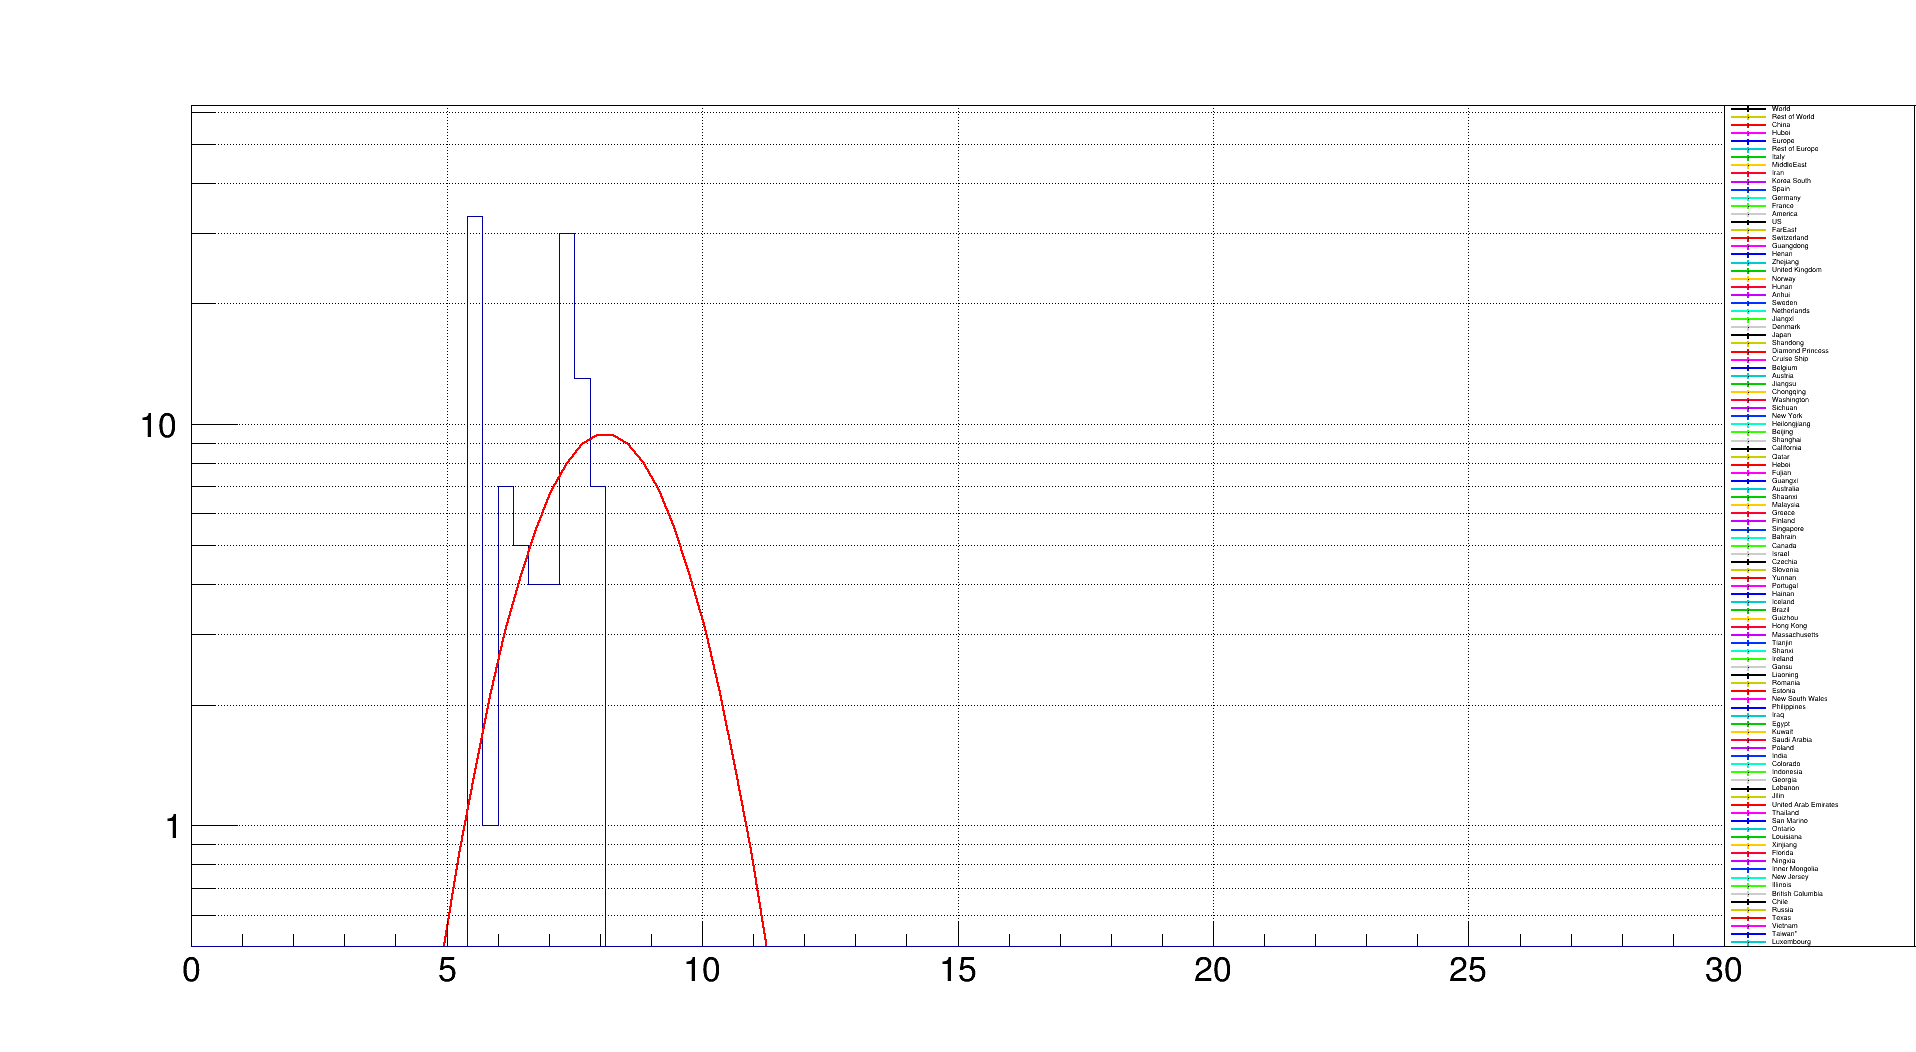 10
1
0 5 10 15 20 25 30
World
Rest of World
China
Hubei
Europe
Rest of Europe
Italy
MiddleEast
Iran
Korea South
Spain
Germany
France
America
US
FarEast
Switzerland
Guangdong
Henan
Zhejiang
United Kingdom
Norway
Hunan
Anhui
Sweden
Netherlands
Jiangxi
Denmark
Japan
Shandong
Diamond Princess
Cruise Ship
Belgium
Austria
Jiangsu
Chongqing
Washington
Sichuan
New York
Heilongjiang
Beijing
Shanghai
California
Qatar
Hebei
Fujian
Guangxi
Australia
Shaanxi
Malaysia
Greece
Finland
Singapore
Bahrain
Canada
Israel
Czechia
Slovenia
Yunnan
Portugal
Hainan
Iceland
Brazil
Guizhou
Hong Kong
Massachusetts
Tianjin
Shanxi
Ireland
Gansu
Liaoning
Romania
Estonia
New South Wales
Philippines
Iraq
Egypt
Kuwait
Saudi Arabia
Poland
India
Colorado
Indonesia
Georgia
Lebanon
Jilin
United Arab Emirates
Thailand
San Marino
Ontario
Louisiana
Xinjiang
Florida
Ningxia
Inner Mongolia
New Jersey
Illinois
British Columbia
Chile
Russia
Texas
Vietnam
Taiwan*
Luxembourg